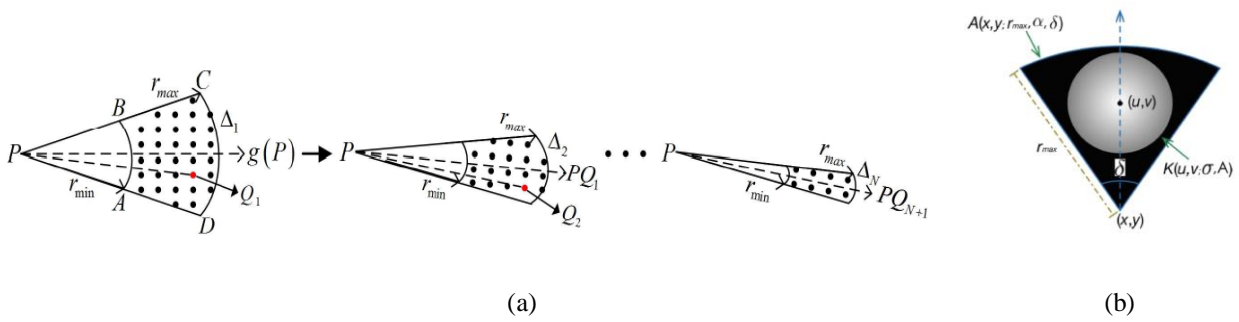 P
r_min
A
B
r_max
C
Δ_1
g(P)
Q_1
D
P
r_min
r_max
Δ_2
PQ_1
Q_2
P
r_min
r_max
Δ_N
PQ_{N+1}
(a)
A(x,y;r_max,α,δ)
(u,v)
r_max
δ
K(u,v;σ,A)
(x,y)
(b)